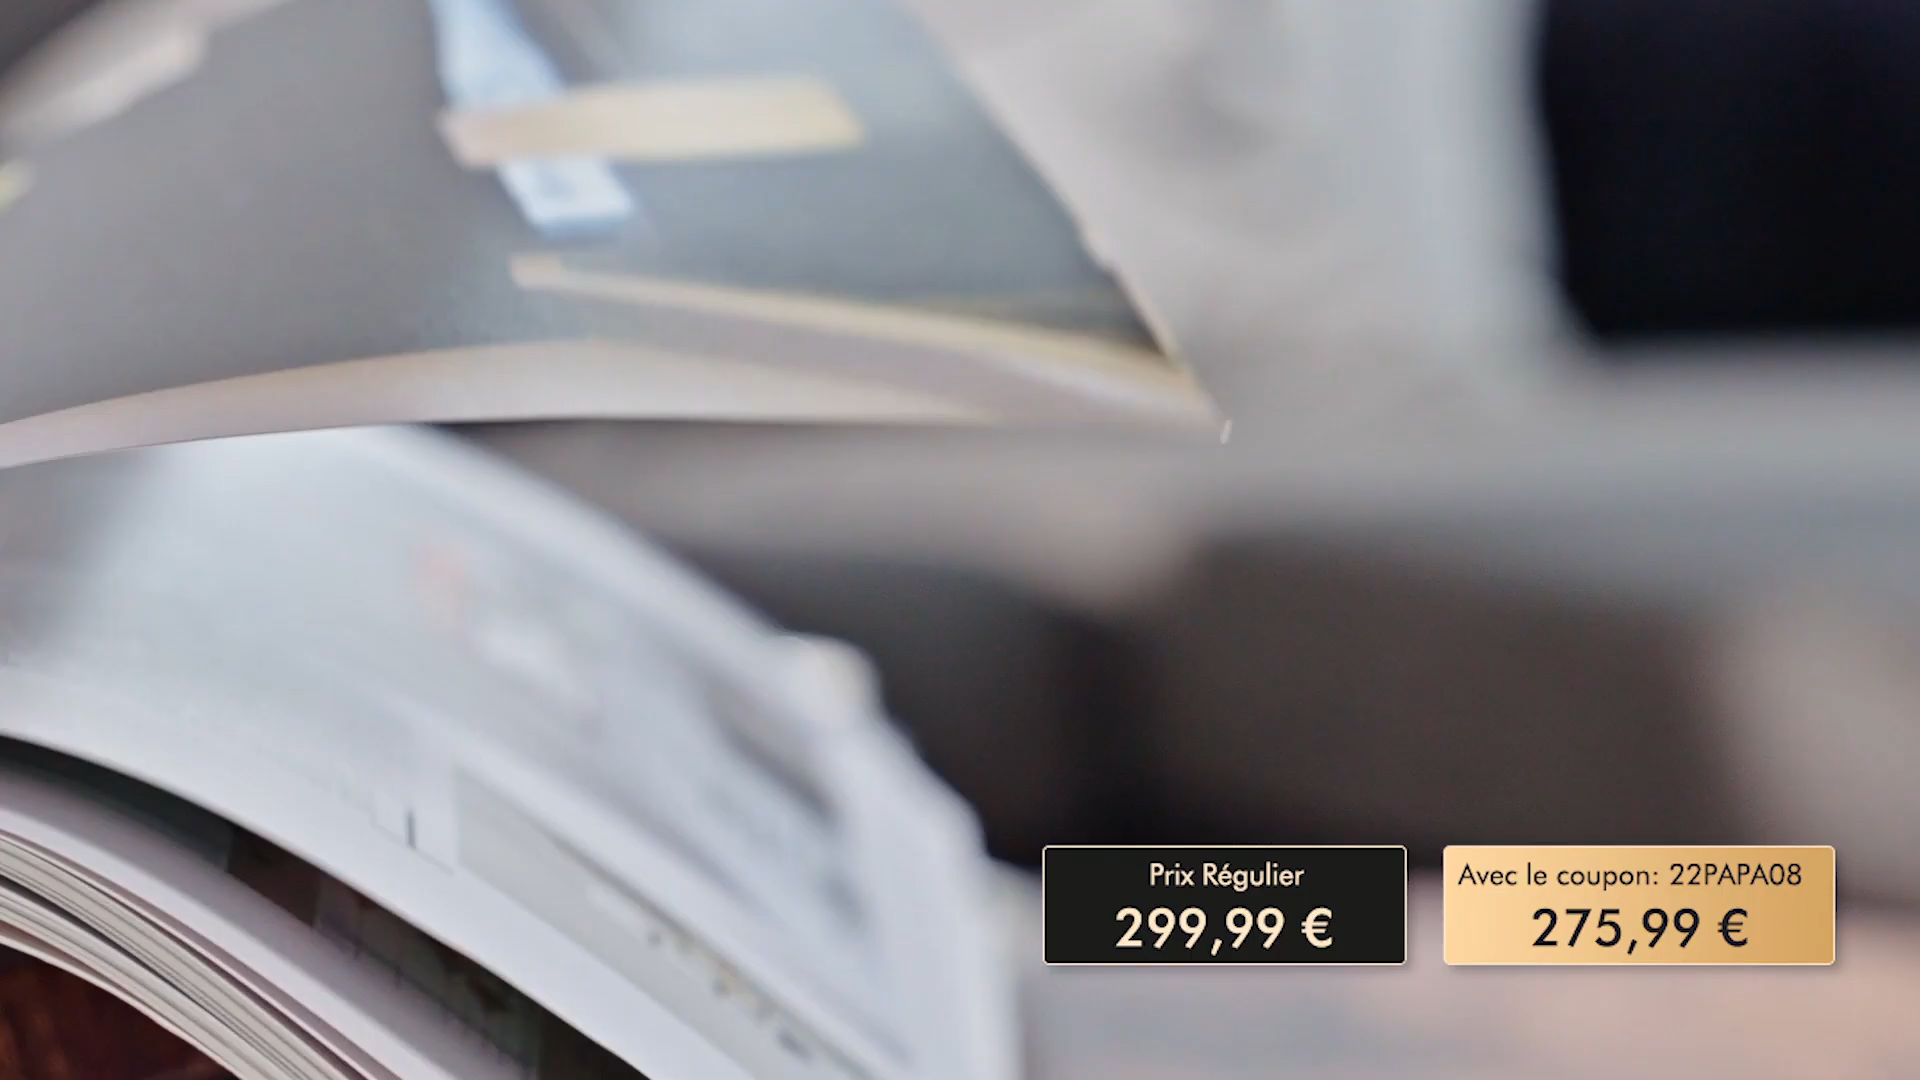 Prix Régulier
299,99 €
Avec le coupon: 22PAPA08
275,99 €